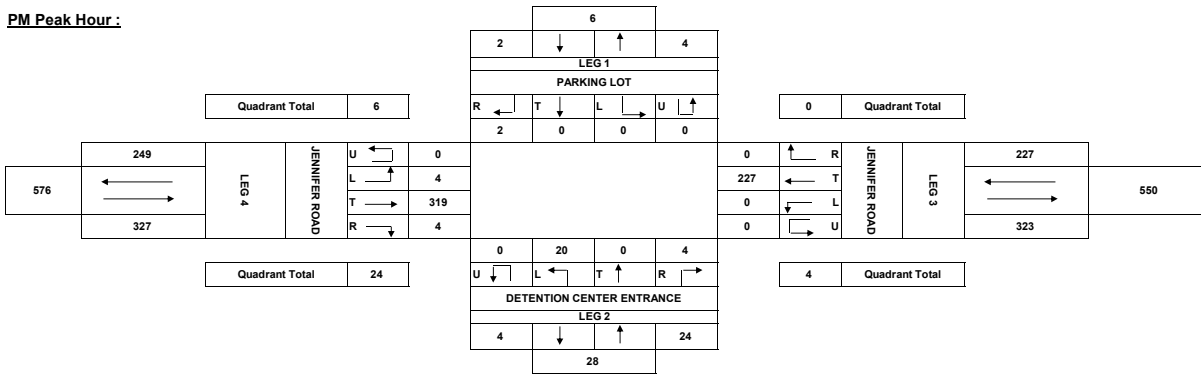 PM Peak Hour :
6
2 4
LEG 1
PARKING LOT
Quadrant Total 6
R T L U
0 Quadrant Total
2 0 0 0
249
U 0
0 R
227
576
LEG 4
JENNIFER ROAD
L 4
227 T
JENNIFER ROAD
LEG 3
550
T 319
0 L
327
R 4
0 U
323
0 20 0 4
Quadrant Total 24
U L T R
4 Quadrant Total
DETENTION CENTER ENTRANCE
LEG 2
4 24
28